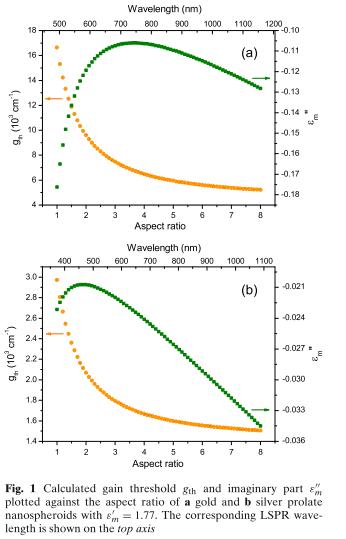 Wavelength (nm)
500 600 700 800 900 1000 1100 1200
(a)
18
16
14
12
10
8
6
4
g_th (10³ cm⁻¹)
-0.10
-0.11
-0.12
-0.13
-0.14
-0.15
-0.16
-0.17
-0.18
ε_m"
1 2 3 4 5 6 7 8
Aspect ratio
Wavelength (nm)
400 500 600 700 800 900 1000 1100
(b)
3.0
2.8
2.6
2.4
2.2
2.0
1.8
1.6
1.4
g_th (10³ cm⁻¹)
-0.021
-0.024
-0.027
-0.030
-0.033
-0.036
ε_m"
1 2 3 4 5 6 7 8
Aspect ratio
Fig. 1 Calculated gain threshold g_th and imaginary part ε″_m
plotted against the aspect ratio of a gold and b silver prolate
nanospheroids with ε′_m = 1.77. The corresponding LSPR wave-
length is shown on the top axis